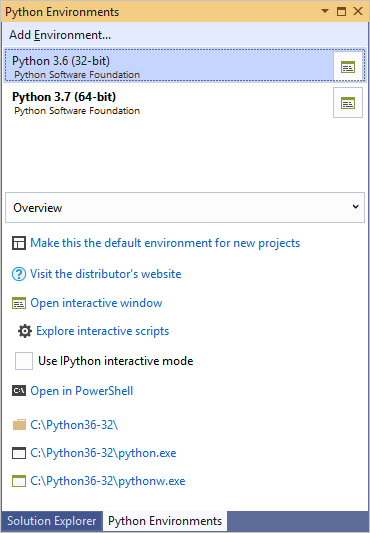 Python Environments
Add Environment...
Python 3.6 (32-bit)
Python Software Foundation
Python 3.7 (64-bit)
Python Software Foundation
Overview
Make this the default environment for new projects
Visit the distributor's website
Open interactive window
Explore interactive scripts
Use IPython interactive mode
C:\ Open in PowerShell
C:\Python36-32\
C:\Python36-32\python.exe
C:\Python36-32\pythonw.exe
Solution Explorer Python Environments